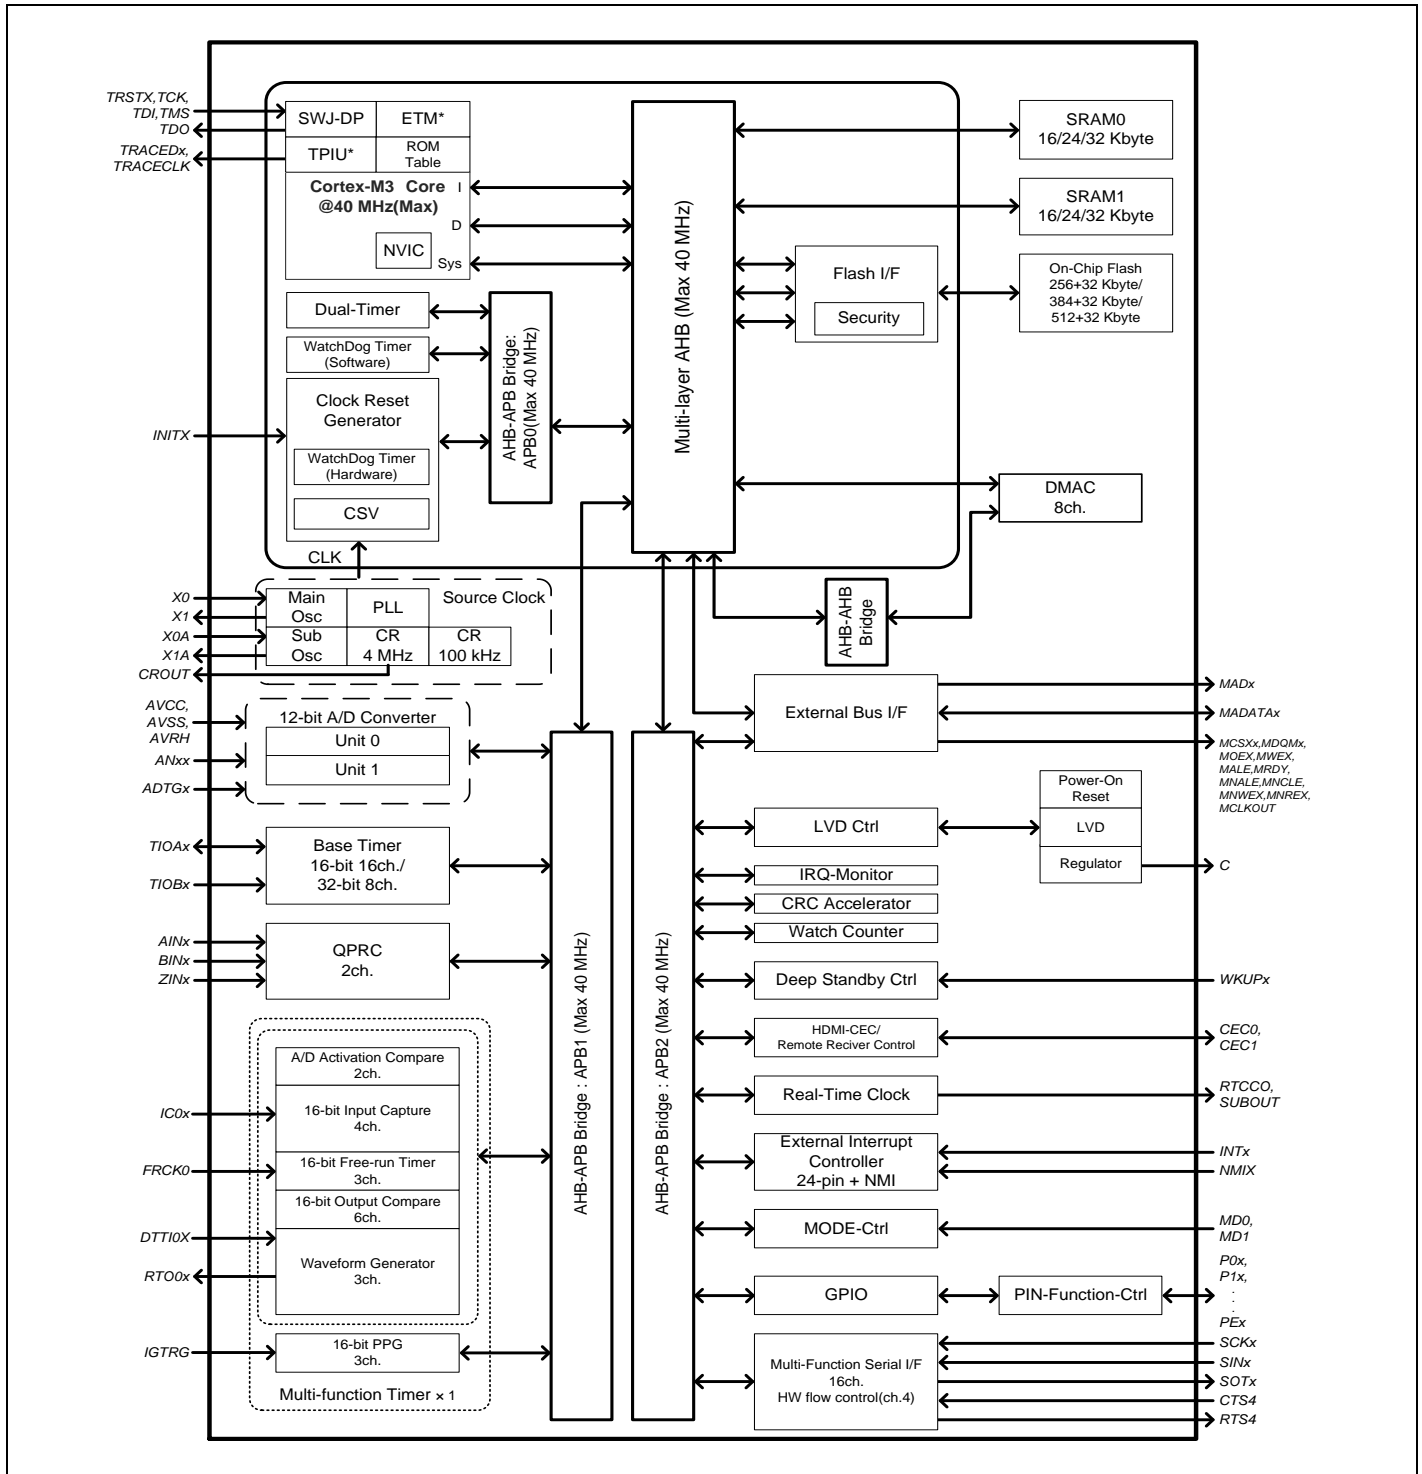 TRSTX,TCK,
TDI,TMS
TDO
TRACEDx,
TRACECLK
SWJ-DP
ETM*
TPIU*
ROM
Table
Cortex-M3 Core
@40 MHz(Max)
I
D
Sys
NVIC
Dual-Timer
WatchDog Timer
(Software)
Clock Reset
Generator
WatchDog Timer
(Hardware)
CSV
INITX
CLK
AHB-APB Bridge:
APB0(Max 40 MHz)
Multi-layer AHB (Max 40 MHz)
Flash I/F
Security
SRAM0
16/24/32 Kbyte
SRAM1
16/24/32 Kbyte
On-Chip Flash
256+32 Kbyte/
384+32 Kbyte/
512+32 Kbyte
DMAC
8ch.
AHB-AHB
Bridge
X0
X1
X0A
X1A
CROUT
Main
Osc
PLL
Source Clock
Sub
Osc
CR
4 MHz
CR
100 kHz
AVCC,
AVSS,
AVRH
ANxx
ADTGx
12-bit A/D Converter
Unit 0
Unit 1
TIOAx
TIOBx
Base Timer
16-bit 16ch./
32-bit 8ch.
AINx
BINx
ZINx
QPRC
2ch.
A/D Activation Compare
2ch.
IC0x
16-bit Input Capture
4ch.
FRCK0
16-bit Free-run Timer
3ch.
16-bit Output Compare
6ch.
DTTI0X
RTO0x
Waveform Generator
3ch.
IGTRG
16-bit PPG
3ch.
Multi-function Timer × 1
AHB-APB Bridge : APB1 (Max 40 MHz)
AHB-APB Bridge : APB2 (Max 40 MHz)
External Bus I/F
MADx
MADATAx
MCSXx,MDQMx,
MOEX,MWEX,
MALE,MRDY,
MNALE,MNCLE,
MNWEX,MNREX,
MCLKOUT
LVD Ctrl
Power-On
Reset
LVD
Regulator
C
IRQ-Monitor
CRC Accelerator
Watch Counter
Deep Standby Ctrl
WKUPx
HDMI-CEC/
Remote Reciver Control
CEC0,
CEC1
Real-Time Clock
RTCCO,
SUBOUT
External Interrupt
Controller
24-pin + NMI
INTx
NMIX
MODE-Ctrl
MD0,
MD1
GPIO
PIN-Function-Ctrl
P0x,
P1x,
.
.
PEx
Multi-Function Serial I/F
16ch.
HW flow control(ch.4)
SCKx
SINx
SOTx
CTS4
RTS4